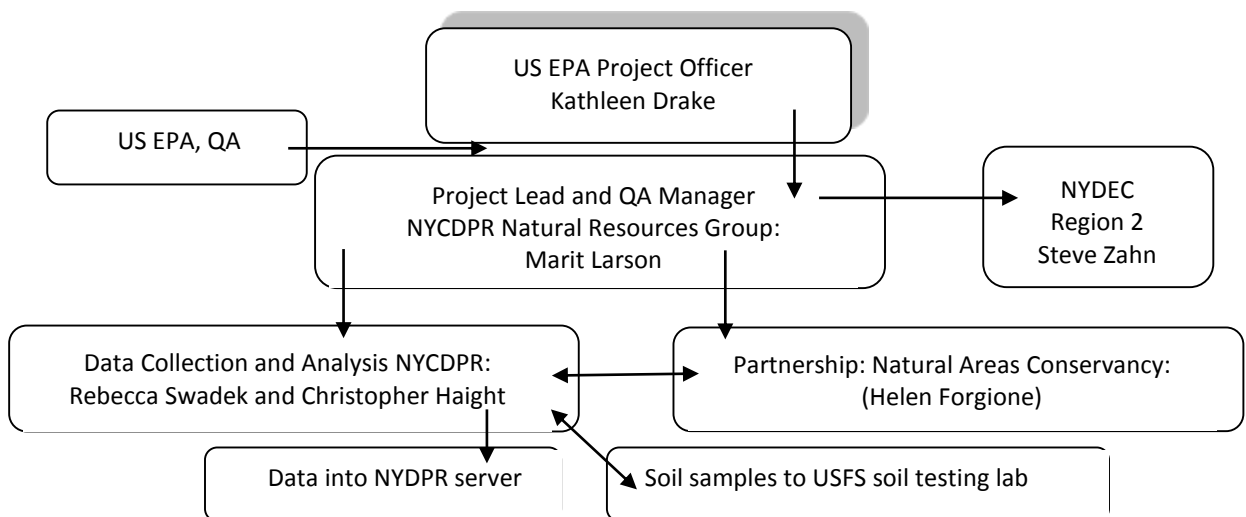 US EPA Project Officer
Kathleen Drake
US EPA, QA
Project Lead and QA Manager
NYCDPR Natural Resources Group:
Marit Larson
NYDEC
Region 2
Steve Zahn
Data Collection and Analysis NYCDPR:
Rebecca Swadek and Christopher Haight
Partnership: Natural Areas Conservancy:
(Helen Forgione)
Data into NYDPR server
Soil samples to USFS soil testing lab